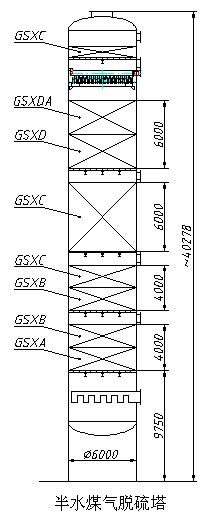 GSXC
GSXDA
GSXD
6000
GSXC
6000
~40278
GSXC
GSXB
4000
GSXB
GSXA
4000
9750
Ø6000
半水煤气脱硫塔